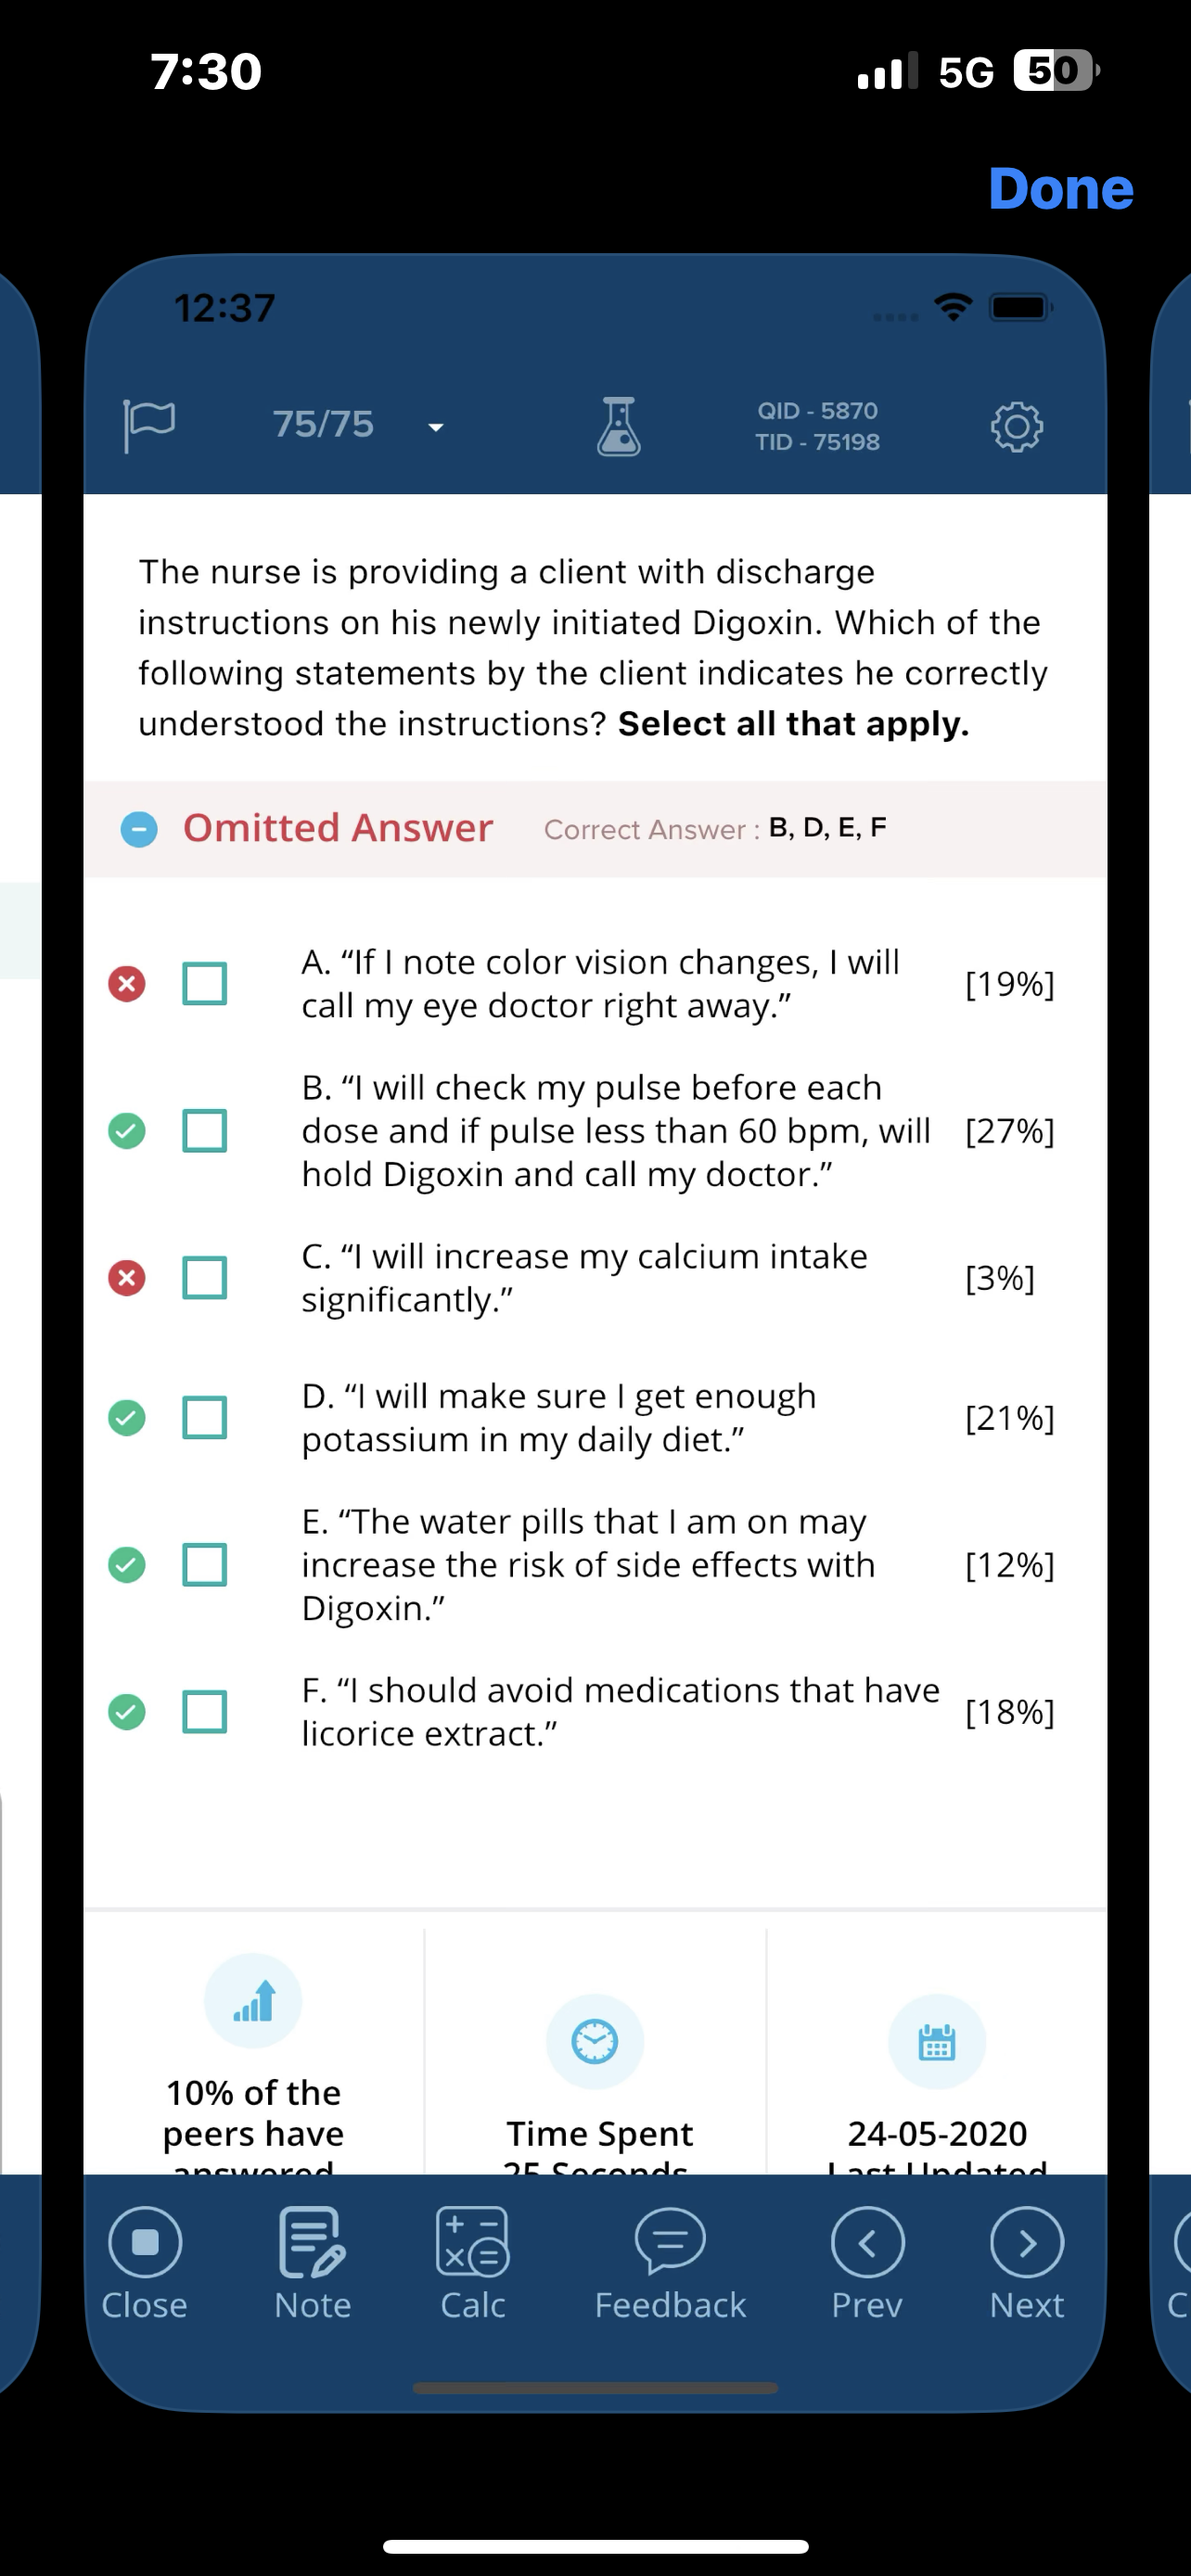 7:30
5G 50
Done
12:37
75/75
QID - 5870
TID - 75198
The nurse is providing a client with discharge
instructions on his newly initiated Digoxin. Which of the
following statements by the client indicates he correctly
understood the instructions? Select all that apply.
Omitted Answer Correct Answer : B, D, E, F
A. “If I note color vision changes, I will
call my eye doctor right away.”
[19%]
B. “I will check my pulse before each
dose and if pulse less than 60 bpm, will
hold Digoxin and call my doctor.”
[27%]
C. “I will increase my calcium intake
significantly.”
[3%]
D. “I will make sure I get enough
potassium in my daily diet.”
[21%]
E. “The water pills that I am on may
increase the risk of side effects with
Digoxin.”
[12%]
F. “I should avoid medications that have
licorice extract.”
[18%]
10% of the
peers have
answered
Time Spent
25 Seconds
24-05-2020
Last Updated
Close Note Calc Feedback Prev Next
C